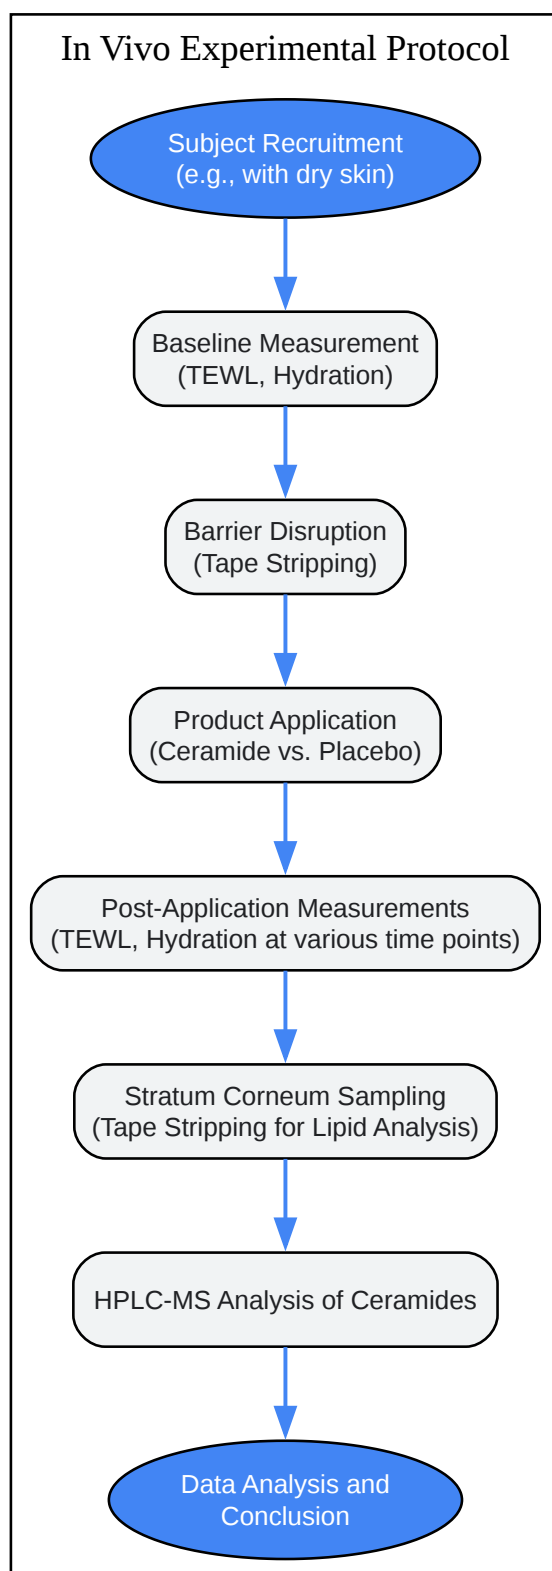 In Vivo Experimental Protocol
Subject Recruitment
(e.g., with dry skin)
Baseline Measurement
(TEWL, Hydration)
Barrier Disruption
(Tape Stripping)
Product Application
(Ceramide vs. Placebo)
Post-Application Measurements
(TEWL, Hydration at various time points)
Stratum Corneum Sampling
(Tape Stripping for Lipid Analysis)
HPLC-MS Analysis of Ceramides
Data Analysis and
Conclusion